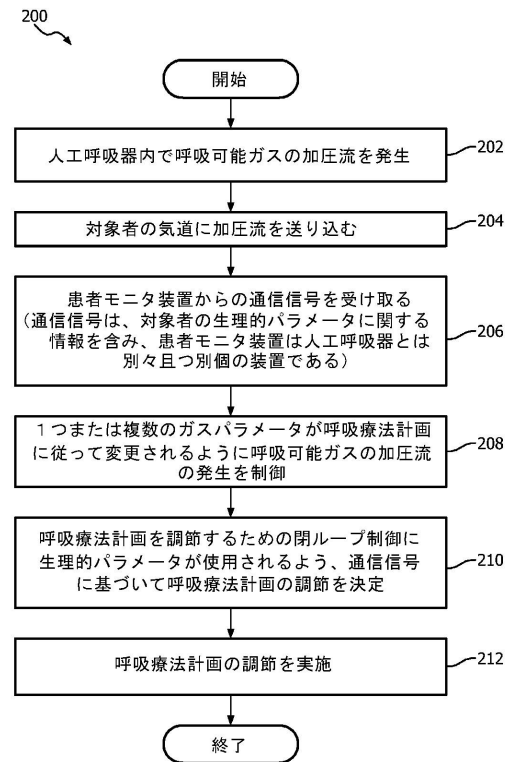 200
開始
人工呼吸器内で呼吸可能ガスの加圧流を発生
202
対象者の気道に加圧流を送り込む
204
患者モニタ装置からの通信信号を受け取る
(通信信号は、対象者の生理的パラメータに関する
情報を含み、患者モニタ装置は人工呼吸器とは
別々且つ別個の装置である)
206
1つまたは複数のガスパラメータが呼吸療法計画
に従って変更されるように呼吸可能ガスの加圧流
の発生を制御
208
呼吸療法計画を調節するための閉ループ制御に
生理的パラメータが使用されるよう、通信信号
に基づいて呼吸療法計画の調節を決定
210
呼吸療法計画の調節を実施
212
終了